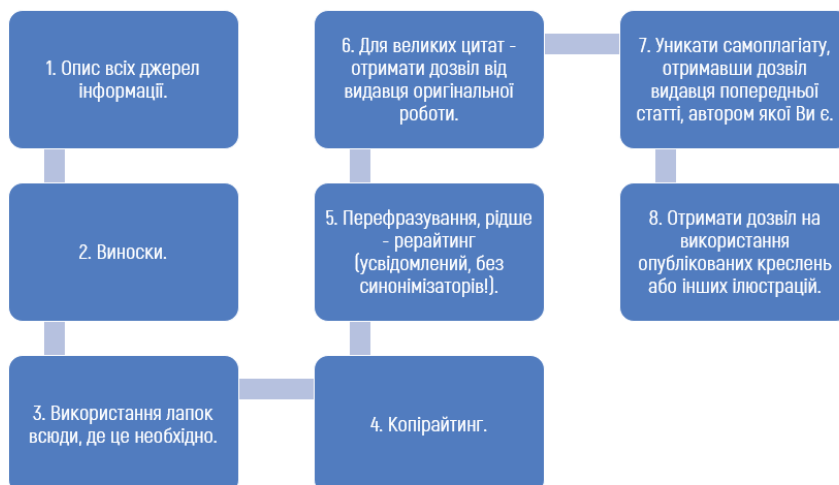 1. Опис всіх джерел
інформації.
2. Виноски.
3. Використання лапок
всюди, де це необхідно.
4. Копірайтинг.
5. Перефразування, рідше
- рерайтинг
(усвідомлений, без
синонімізаторів!).
6. Для великих цитат -
отримати дозвіл від
видавця оригінальної
роботи.
7. Уникати самоплагіату,
отримавши дозвіл
видавця попередньої
статті, автором якої Ви є.
8. Отримати дозвіл на
використання
опублікованих креслень
або інших ілюстрацій.